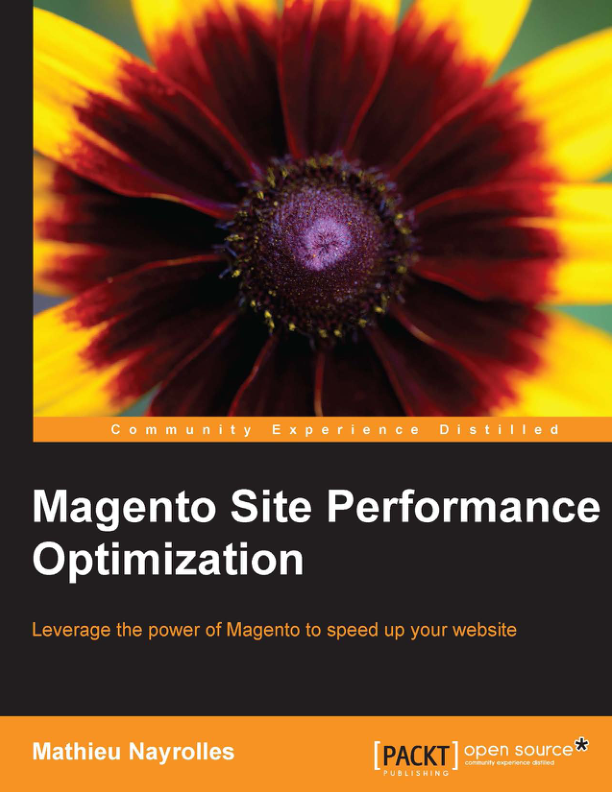 Community Experience Distilled
Magento Site Performance
Optimization
Leverage the power of Magento to speed up your website
Mathieu Nayrolles
[PACKT] open source*
PUBLISHING community experience distilled